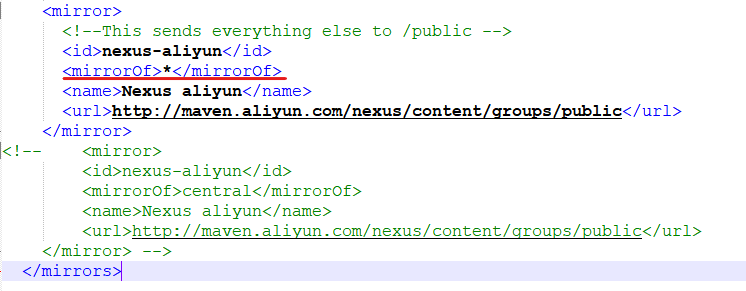 <mirror>
<!--This sends everything else to /public -->
<id>nexus-aliyun</id>
<mirrorOf>*</mirrorOf>
<name>Nexus aliyun</name>
<url>http://maven.aliyun.com/nexus/content/groups/public</url>
</mirror>
<!-- <mirror>
<id>nexus-aliyun</id>
<mirrorOf>central</mirrorOf>
<name>Nexus aliyun</name>
<url>http://maven.aliyun.com/nexus/content/groups/public</url>
</mirror> -->
</mirrors>